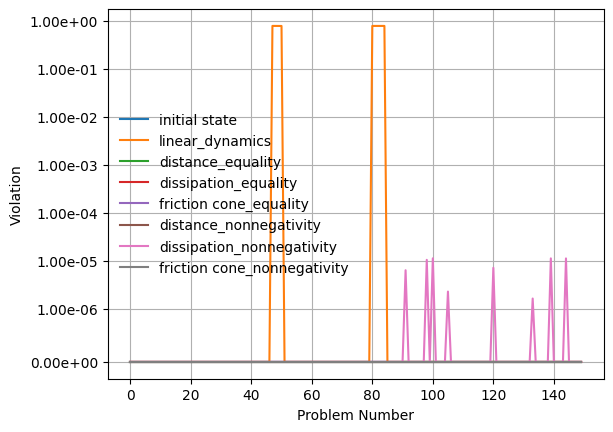 1.00e+00
1.00e-01
1.00e-02
1.00e-03
1.00e-04
1.00e-05
1.00e-06
0.00e+00
Violation
initial state
linear_dynamics
distance_equality
dissipation_equality
friction cone_equality
distance_nonnegativity
dissipation_nonnegativity
friction cone_nonnegativity
0 20 40 60 80 100 120 140
Problem Number